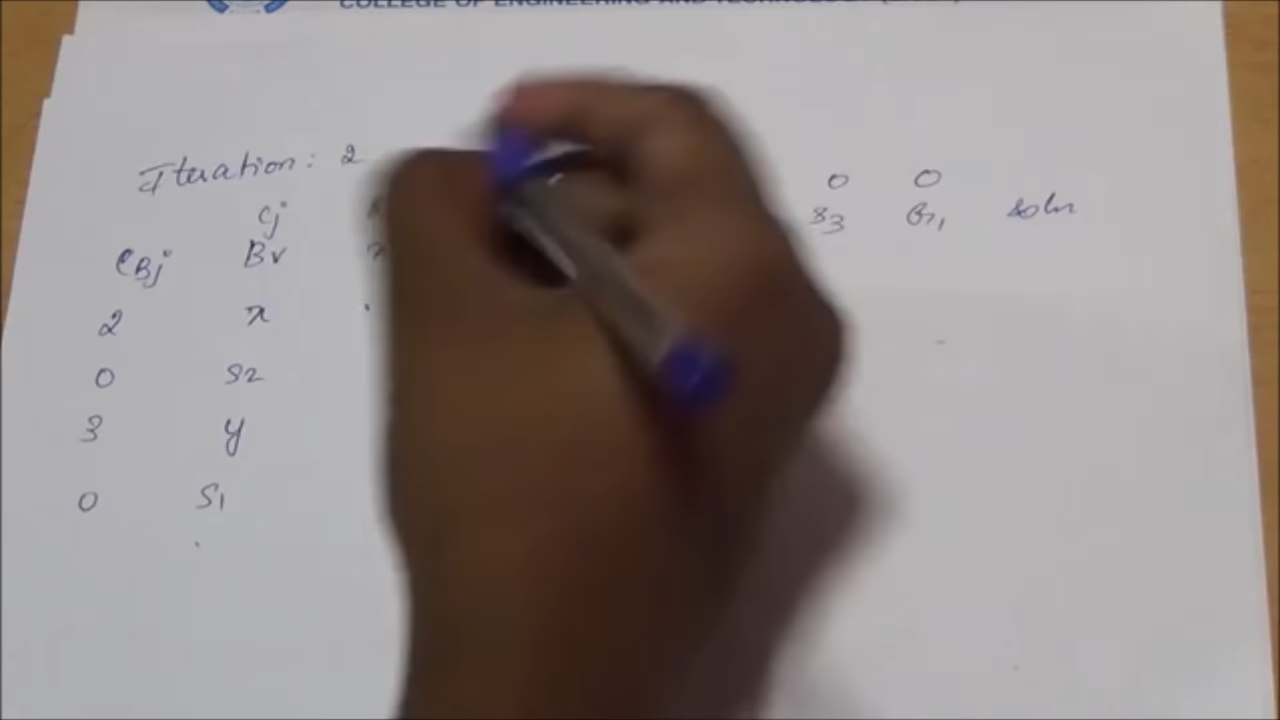 COLLEGE OF ENGINEERING AND TECHNOLOGY
Iteration: 2
Cj 0 0
CBj Bv S3 Gr1 soln
2 x
0 S2
3 y
0 S1